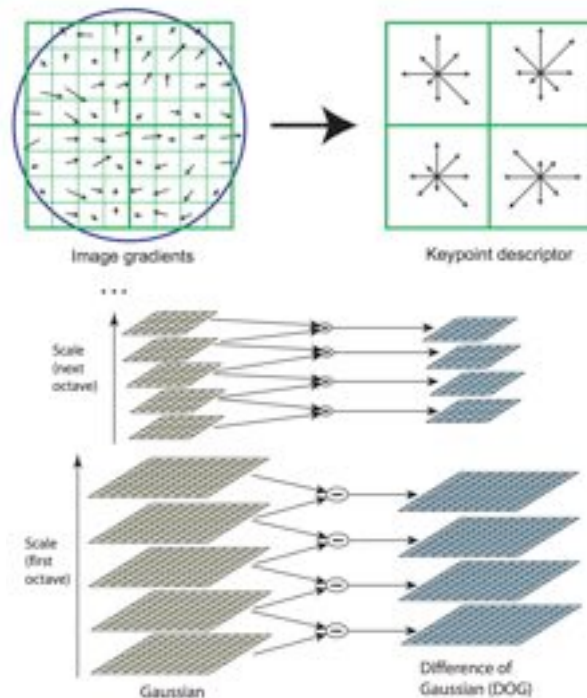 Image gradients
Keypoint descriptor
...
Scale
(next
octave)
Scale
(first
octave)
Gaussian
Difference of
Gaussian (DOG)